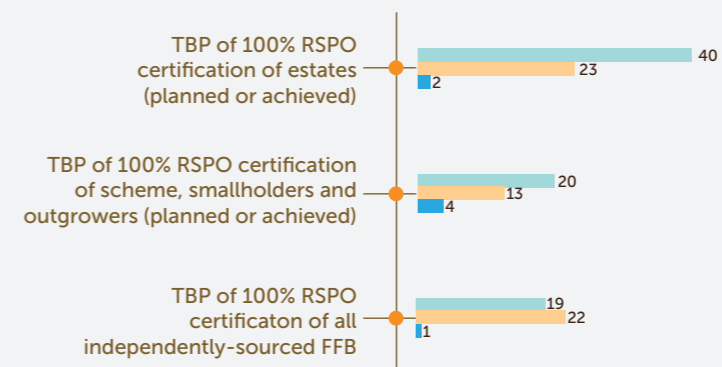 TBP of 100% RSPO
certification of estates
(planned or achieved)
40
23
2
TBP of 100% RSPO certification
of scheme, smallholders and
outgrowers (planned or achieved)
20
13
4
TBP of 100% RSPO
certificaton of all
independently-sourced FFB
19
22
1